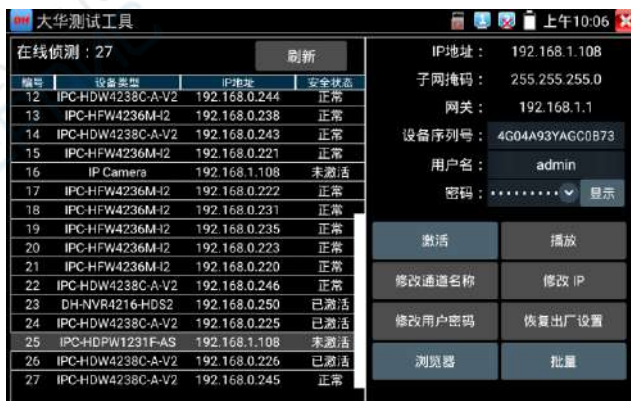 DH 大华测试工具 上午10:06
在线侦测：27 刷新
编号 设备类型 IP地址 安全状态
12 IPC-HDW4238C-A-V2 192.168.0.244 正常
13 IPC-HFW4236M-I2 192.168.0.238 正常
14 IPC-HDW4238C-A-V2 192.168.0.243 正常
15 IPC-HFW4236M-I2 192.168.0.221 正常
16 IP Camera 192.168.1.108 未激活
17 IPC-HFW4236M-I2 192.168.0.222 正常
18 IPC-HFW4236M-I2 192.168.0.231 正常
19 IPC-HFW4236M-I2 192.168.0.235 正常
20 IPC-HFW4236M-I2 192.168.0.223 正常
21 IPC-HFW4236M-I2 192.168.0.220 正常
22 IPC-HDW4238C-A-V2 192.168.0.246 正常
23 DH-NVR4216-HDS2 192.168.0.250 已激活
24 IPC-HDW4238C-A-V2 192.168.0.225 已激活
25 IPC-HDPW1231F-AS 192.168.1.108 未激活
26 IPC-HDW4238C-A-V2 192.168.0.226 已激活
27 IPC-HDW4238C-A-V2 192.168.0.245 正常
IP地址： 192.168.1.108
子网掩码： 255.255.255.0
网关： 192.168.1.1
设备序列号： 4G04A93YAGC0B73
用户名： admin
密码： ········· 显示
激活 播放
修改通道名称 修改 IP
修改用户密码 恢复出厂设置
浏览器 批量